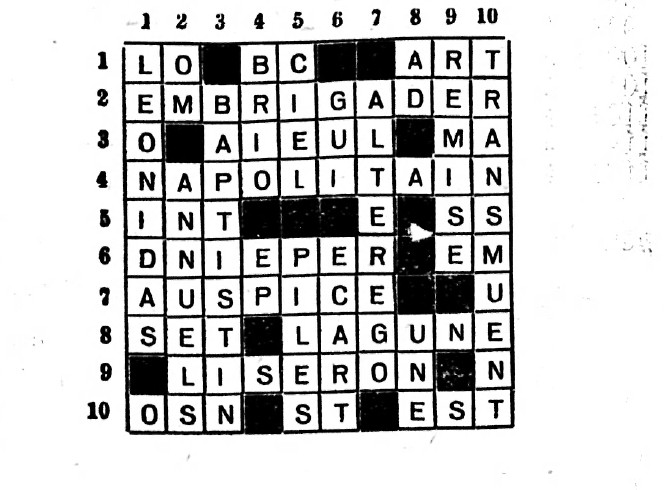 1 2 3 4 5 6 7 8 9 10
1 L O B C A R T
2 E M B R I G A D E R
3 O A I E U L M A
4 N A P O L I T A I N
5 I N T E S S
6 D N I E P E R E M
7 A U S P I C E U
8 S E T L A G U N E
9 L I S E R O N N
10 O S N S T E S T